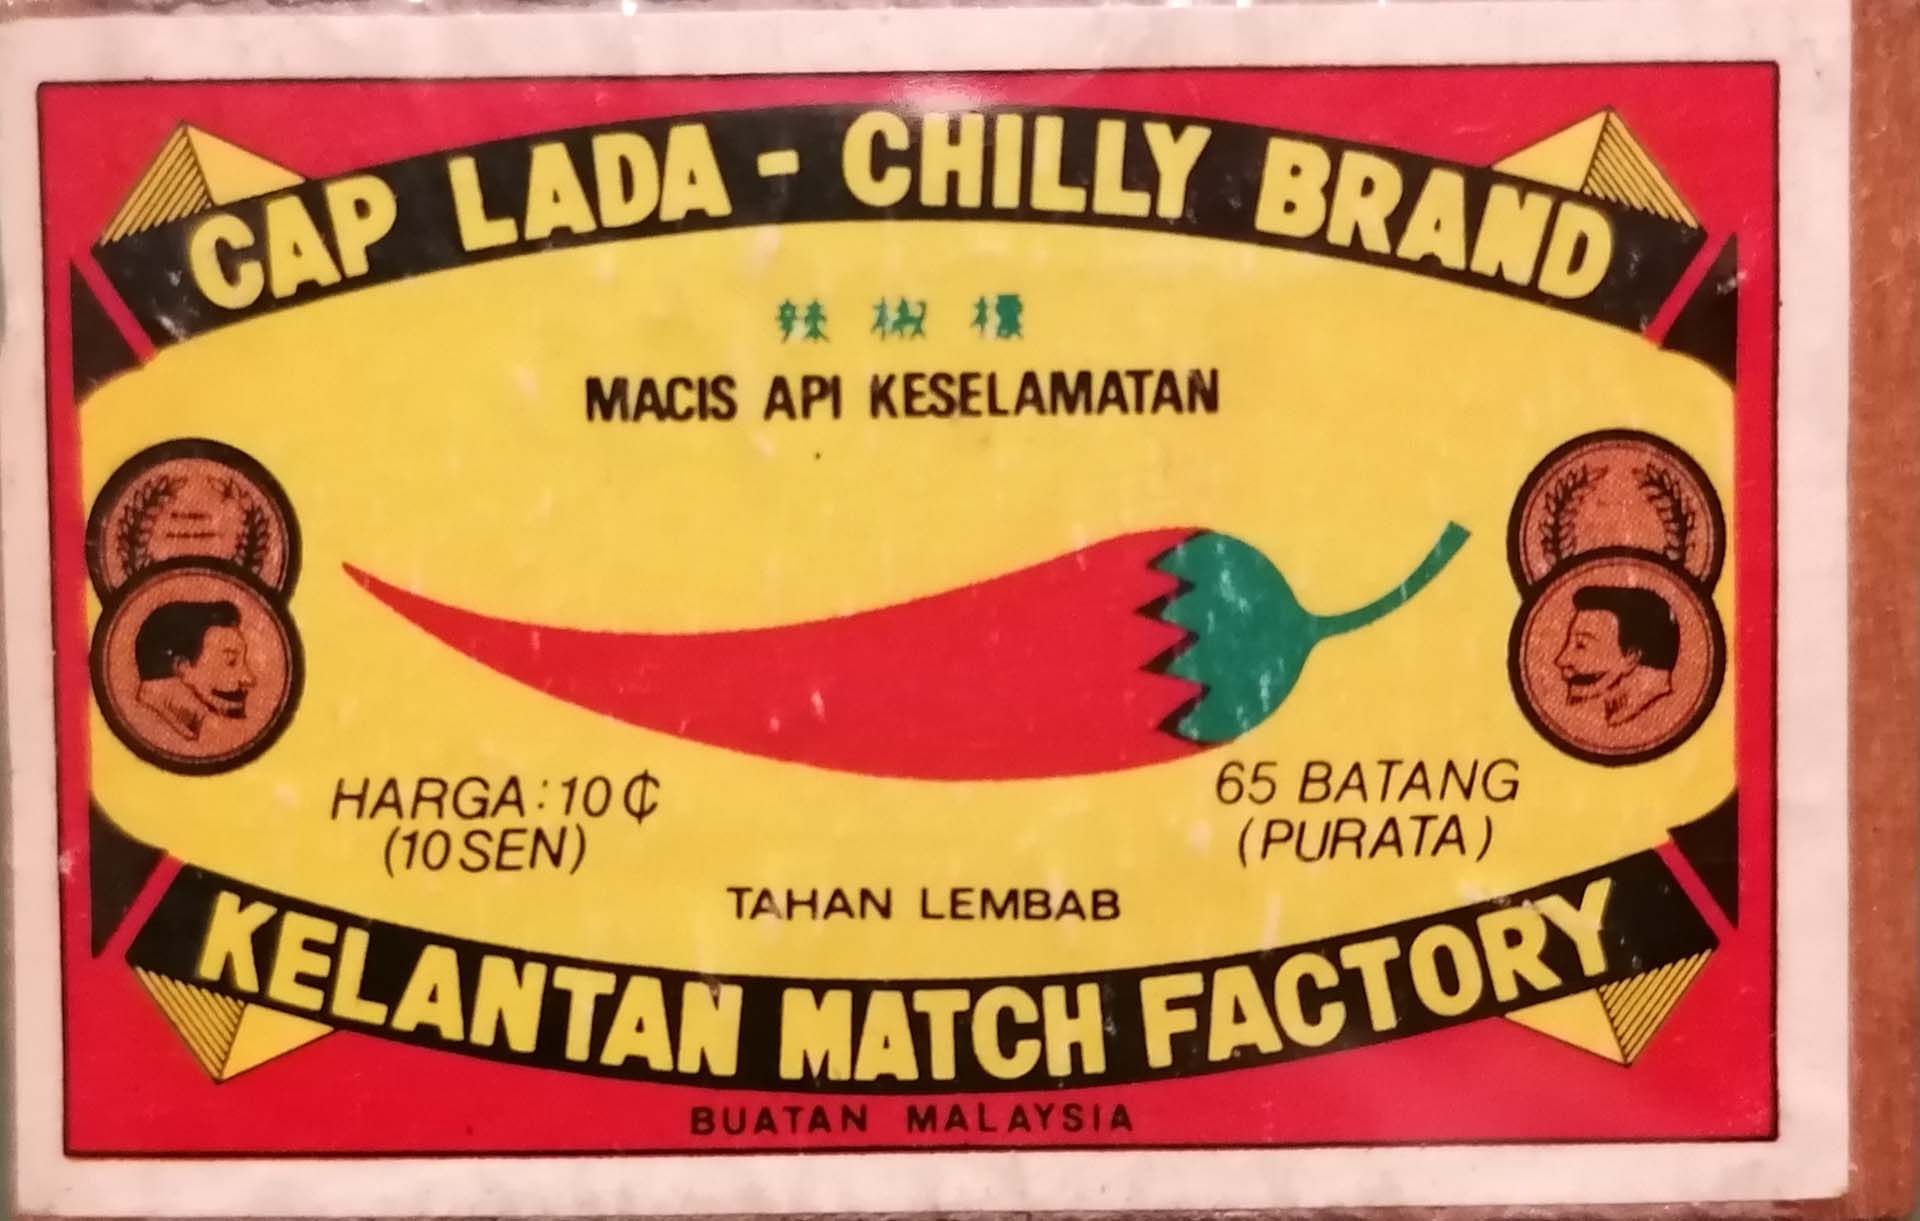 CAP LADA - CHILLY BRAND
辣椒標
MACIS API KESELAMATAN
HARGA: 10¢
(10 SEN)
65 BATANG
(PURATA)
TAHAN LEMBAB
KELANTAN MATCH FACTORY
BUATAN MALAYSIA